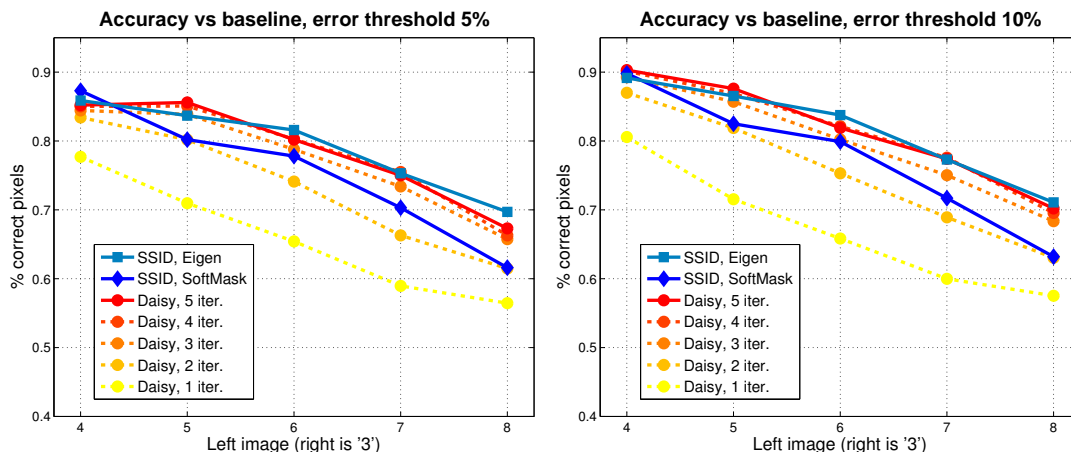 Accuracy vs baseline, error threshold 5%
% correct pixels
0.9
0.8
0.7
0.6
0.5
0.4
SSID, Eigen
SSID, SoftMask
Daisy, 5 iter.
Daisy, 4 iter.
Daisy, 3 iter.
Daisy, 2 iter.
Daisy, 1 iter.
4 5 6 7 8
Left image (right is '3')
Accuracy vs baseline, error threshold 10%
% correct pixels
0.9
0.8
0.7
0.6
0.5
0.4
SSID, Eigen
SSID, SoftMask
Daisy, 5 iter.
Daisy, 4 iter.
Daisy, 3 iter.
Daisy, 2 iter.
Daisy, 1 iter.
4 5 6 7 8
Left image (right is '3')